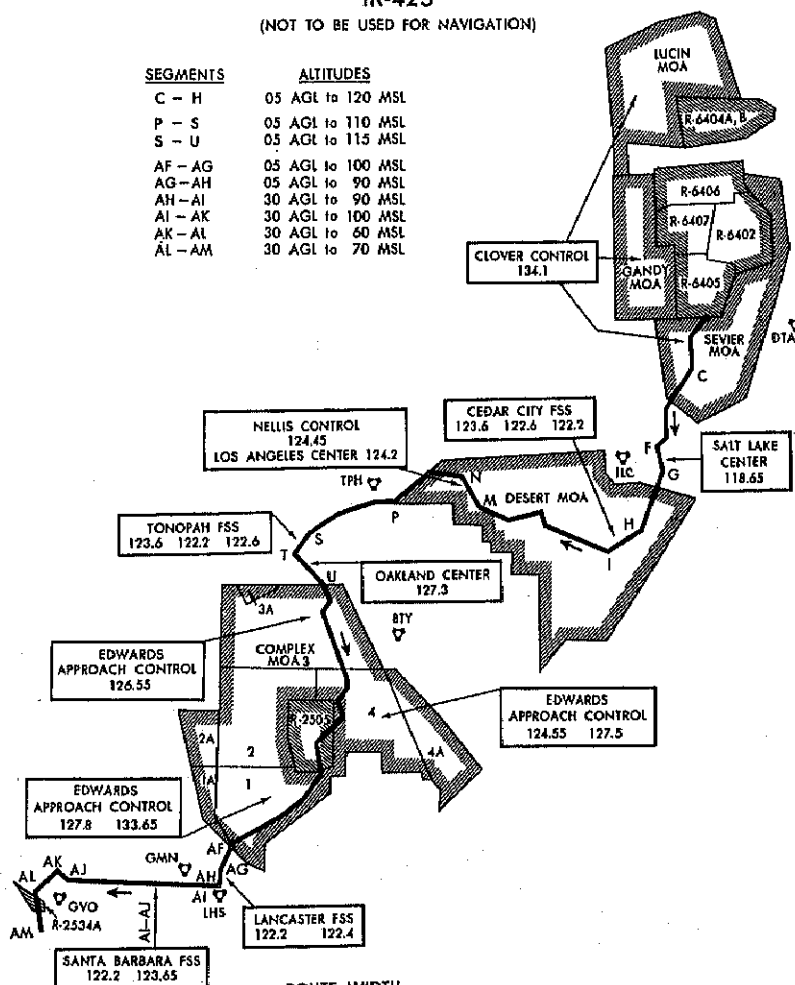 IR-425
(NOT TO BE USED FOR NAVIGATION)
SEGMENTS ALTITUDES
C – H 05 AGL to 120 MSL
P – S 05 AGL to 110 MSL
S – U 05 AGL to 115 MSL
AF – AG 05 AGL to 100 MSL
AG–AH 05 AGL to 90 MSL
AH–AI 30 AGL to 90 MSL
AI – AK 30 AGL to 100 MSL
AK–AL 30 AGL to 60 MSL
AL – AM 30 AGL to 70 MSL
LUCIN
MOA
R-6404A, B
R-6406
R-6407
R-6402
CLOVER CONTROL
134.1
GANDY
MOA
R-6405
SEVIER
MOA
DTA
C
NELLIS CONTROL
124.45
LOS ANGELES CENTER 124.2
CEDAR CITY FSS
123.6 122.6 122.2
F
G
SALT LAKE
CENTER
118.65
ILC
TPH
N
M
DESERT MOA
P
H
I
TONOPAH FSS
123.6 122.2 122.6
S
T
U
OAKLAND CENTER
127.3
3A
BTY
EDWARDS
APPROACH CONTROL
126.55
COMPLEX
MOA 3
R-2505
4
EDWARDS
APPROACH CONTROL
124.55 127.5
2A
2
4A
1A
1
EDWARDS
APPROACH CONTROL
127.8 133.65
AF
AG
GMN
AH
AI
LHS
AK
AJ
AL
GVO
R-2534A
AM
AI–AJ
LANCASTER FSS
122.2 122.4
SANTA BARBARA FSS
122.2 123.65
ROUTE WIDTH